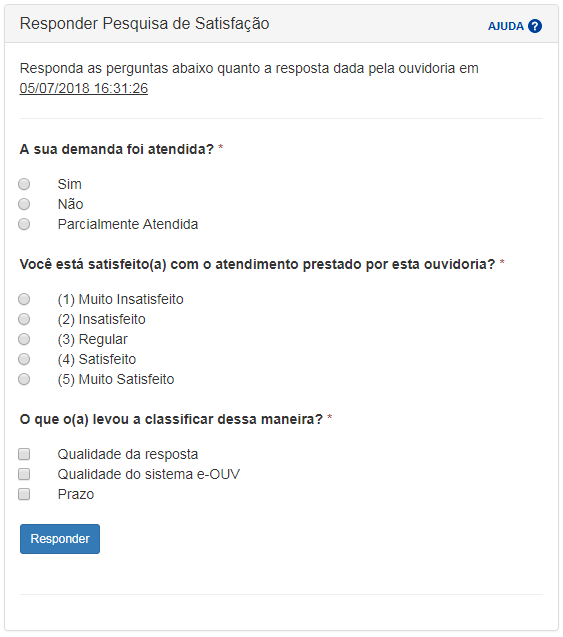 Responder Pesquisa de Satisfação
AJUDA ?
Responda as perguntas abaixo quanto a resposta dada pela ouvidoria em
05/07/2018 16:31:26
A sua demanda foi atendida? *
Sim
Não
Parcialmente Atendida
Você está satisfeito(a) com o atendimento prestado por esta ouvidoria? *
(1) Muito Insatisfeito
(2) Insatisfeito
(3) Regular
(4) Satisfeito
(5) Muito Satisfeito
O que o(a) levou a classificar dessa maneira? *
Qualidade da resposta
Qualidade do sistema e-OUV
Prazo
Responder